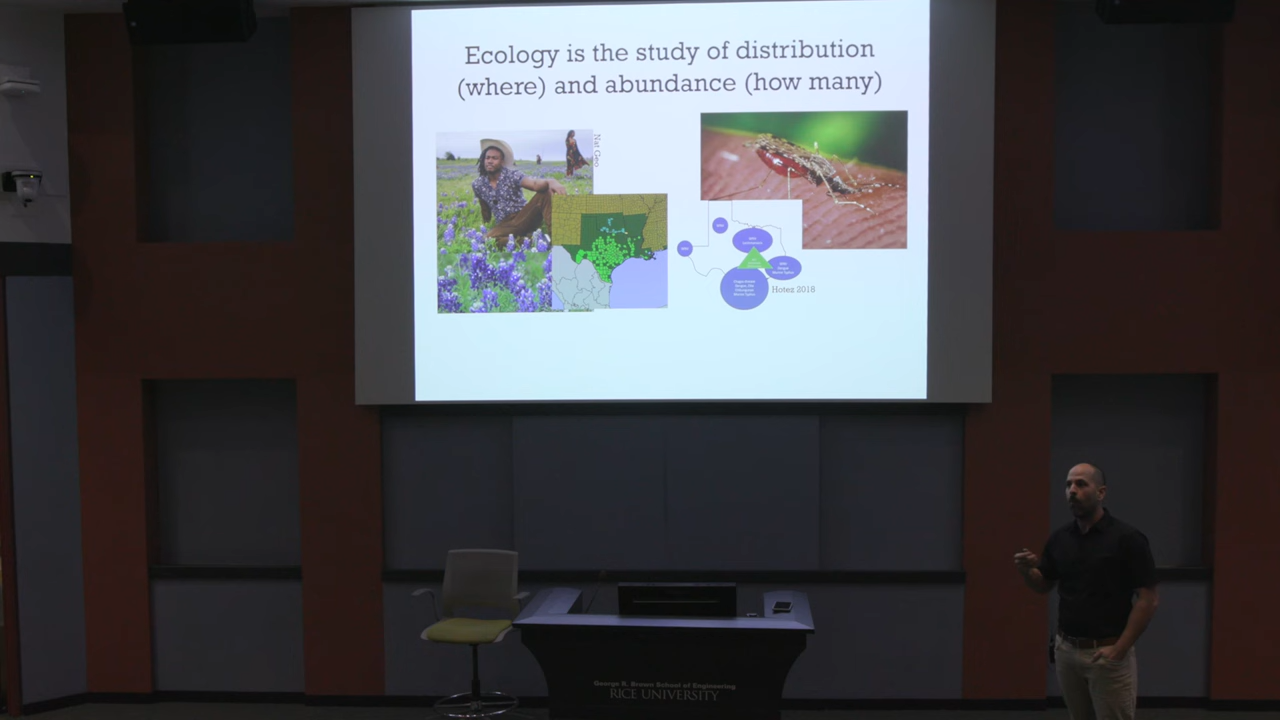 Ecology is the study of distribution
(where) and abundance (how many)
Nat Geo
Hotez 2018
George R. Brown School of Engineering
RICE UNIVERSITY